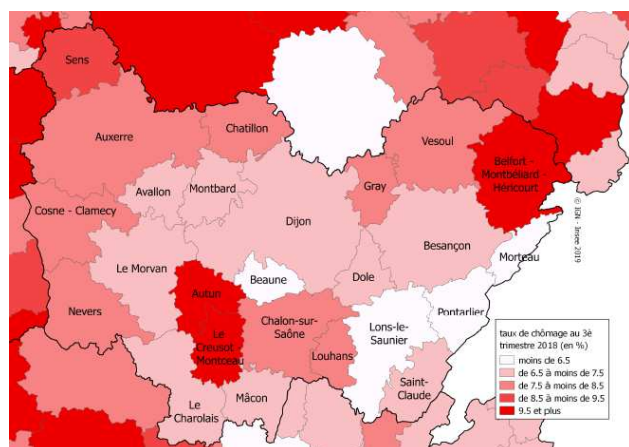 Sens
Auxerre
Chatillon
Vesoul
Belfort -
Montbéliard -
Héricourt
Avallon
Montbard
Gray
Cosne - Clamecy
Dijon
Besançon
Le Morvan
Beaune
Dole
Morteau
Autun
Nevers
Chalon-sur-
Saône
Lons-le-
Saunier
Pontarlier
Le
Creusot
Montceau
Louhans
Saint-
Claude
Le
Charolais
Mâcon
© IGN - Insee 2019
taux de chômage au 3è
trimestre 2018 (en %)
moins de 6.5
de 6.5 à moins de 7.5
de 7.5 à moins de 8.5
de 8.5 à moins de 9.5
9.5 et plus